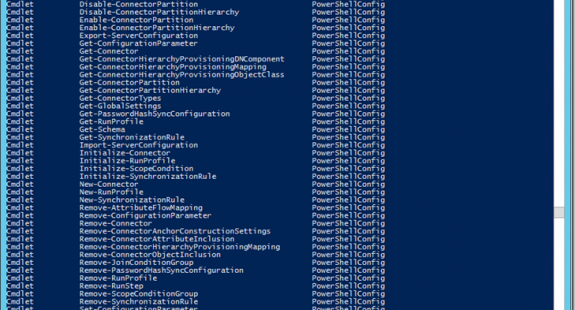 Cmdlet Disable-ConnectorPartition PowerShellConfig
Cmdlet Disable-ConnectorPartitionHierarchy PowerShellConfig
Cmdlet Enable-ConnectorPartition PowerShellConfig
Cmdlet Enable-ConnectorPartitionHierarchy PowerShellConfig
Cmdlet Export-ServerConfiguration PowerShellConfig
Cmdlet Get-ConfigurationParameter PowerShellConfig
Cmdlet Get-Connector PowerShellConfig
Cmdlet Get-ConnectorHierarchyProvisioningDNComponent PowerShellConfig
Cmdlet Get-ConnectorHierarchyProvisioningMapping PowerShellConfig
Cmdlet Get-ConnectorHierarchyProvisioningObjectClass PowerShellConfig
Cmdlet Get-ConnectorPartition PowerShellConfig
Cmdlet Get-ConnectorPartitionHierarchy PowerShellConfig
Cmdlet Get-ConnectorTypes PowerShellConfig
Cmdlet Get-GlobalSettings PowerShellConfig
Cmdlet Get-PasswordHashSyncConfiguration PowerShellConfig
Cmdlet Get-RunProfile PowerShellConfig
Cmdlet Get-Schema PowerShellConfig
Cmdlet Get-SynchronizationRule PowerShellConfig
Cmdlet Import-ServerConfiguration PowerShellConfig
Cmdlet Initialize-Connector PowerShellConfig
Cmdlet Initialize-RunProfile PowerShellConfig
Cmdlet Initialize-ScopeCondition PowerShellConfig
Cmdlet Initialize-SynchronizationRule PowerShellConfig
Cmdlet New-Connector PowerShellConfig
Cmdlet New-RunProfile PowerShellConfig
Cmdlet New-SynchronizationRule PowerShellConfig
Cmdlet Remove-AttributeFlowMapping PowerShellConfig
Cmdlet Remove-ConfigurationParameter PowerShellConfig
Cmdlet Remove-Connector PowerShellConfig
Cmdlet Remove-ConnectorAnchorConstructionSettings PowerShellConfig
Cmdlet Remove-ConnectorAttributeInclusion PowerShellConfig
Cmdlet Remove-ConnectorHierarchyProvisioningMapping PowerShellConfig
Cmdlet Remove-ConnectorObjectInclusion PowerShellConfig
Cmdlet Remove-JoinConditionGroup PowerShellConfig
Cmdlet Remove-PasswordHashSyncConfiguration PowerShellConfig
Cmdlet Remove-RunProfile PowerShellConfig
Cmdlet Remove-RunStep PowerShellConfig
Cmdlet Remove-ScopeConditionGroup PowerShellConfig
Cmdlet Remove-SynchronizationRule PowerShellConfig
Cmdlet Set-ConfigurationParameter PowerShellConfig